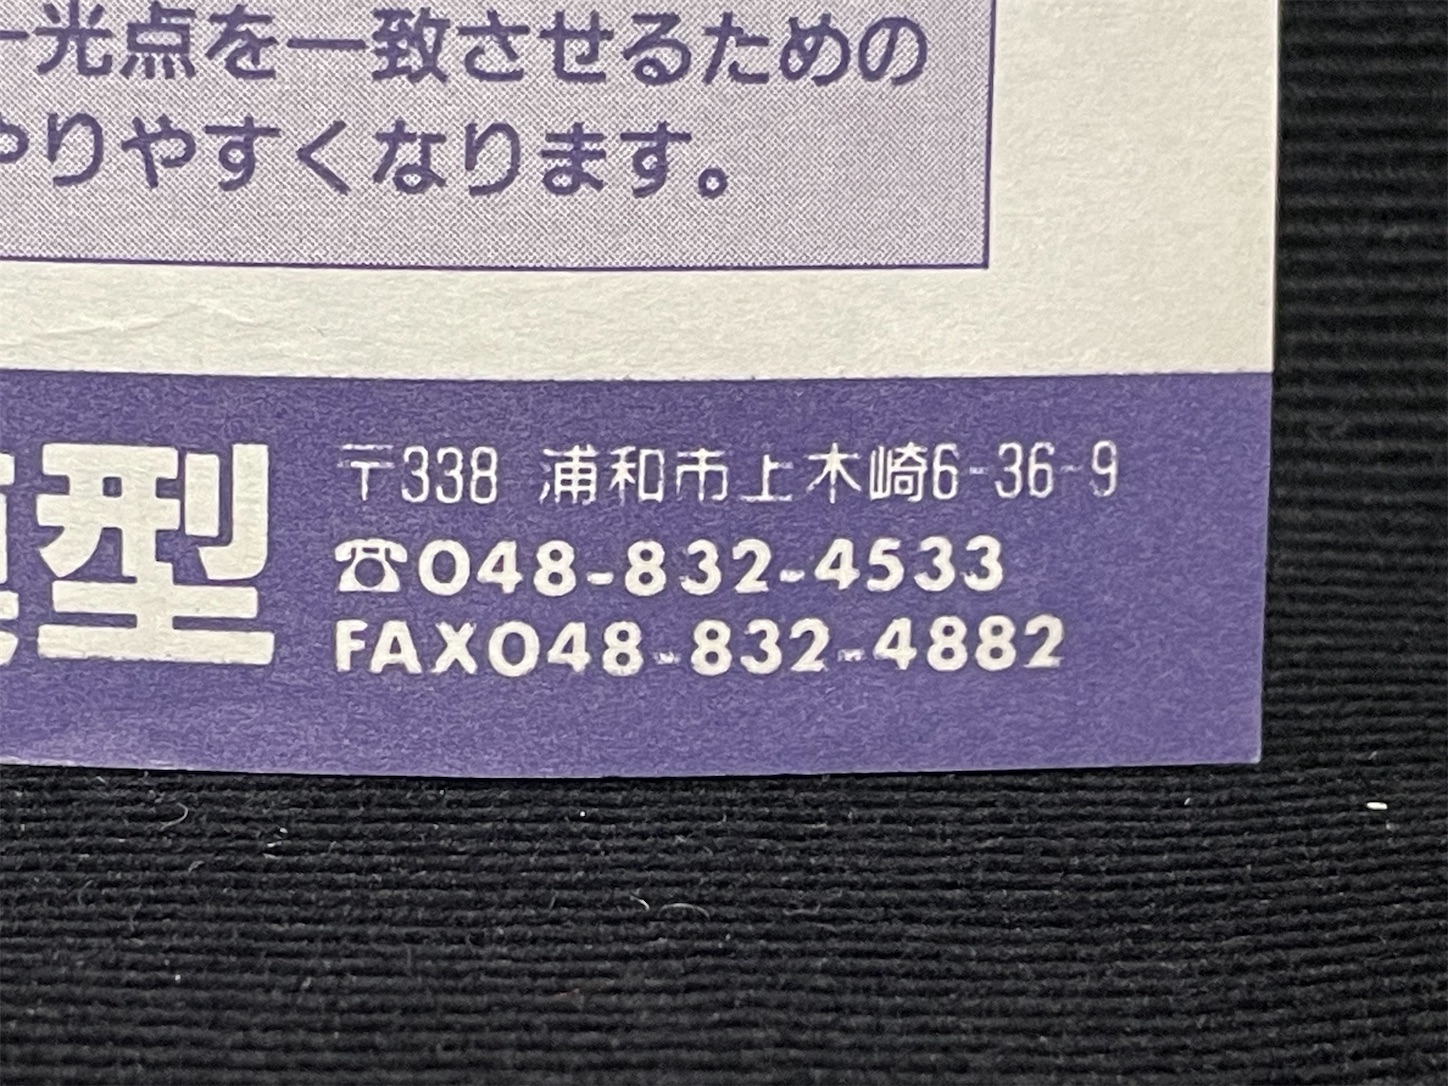 光点を一致させるための
やりやすくなります。
型
〒338 浦和市上木崎6-36-9
☎048-832-4533
FAX048-832-4882